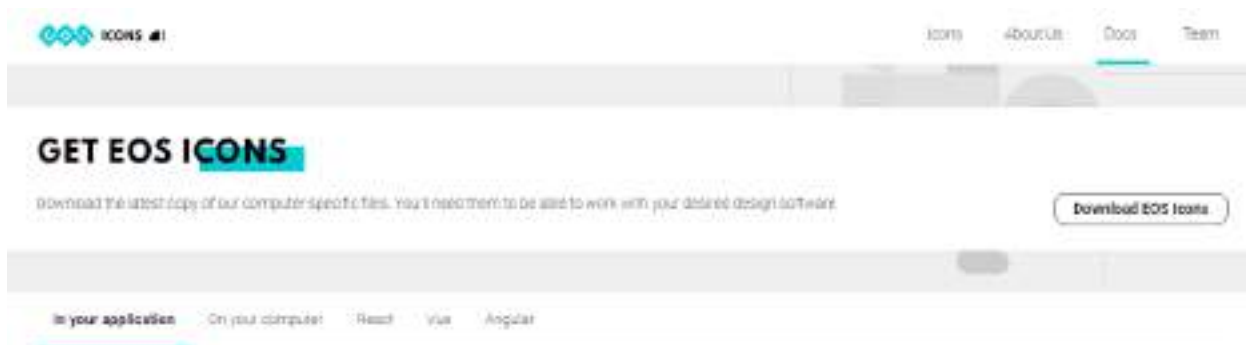 eos ICONS
Icons About Us Docs Team
GET EOS ICONS
Download the latest copy of our computer specific files. You'll need them to be able to work with your desired design software
Download EOS Icons
In your application On your computer React Vue Angular